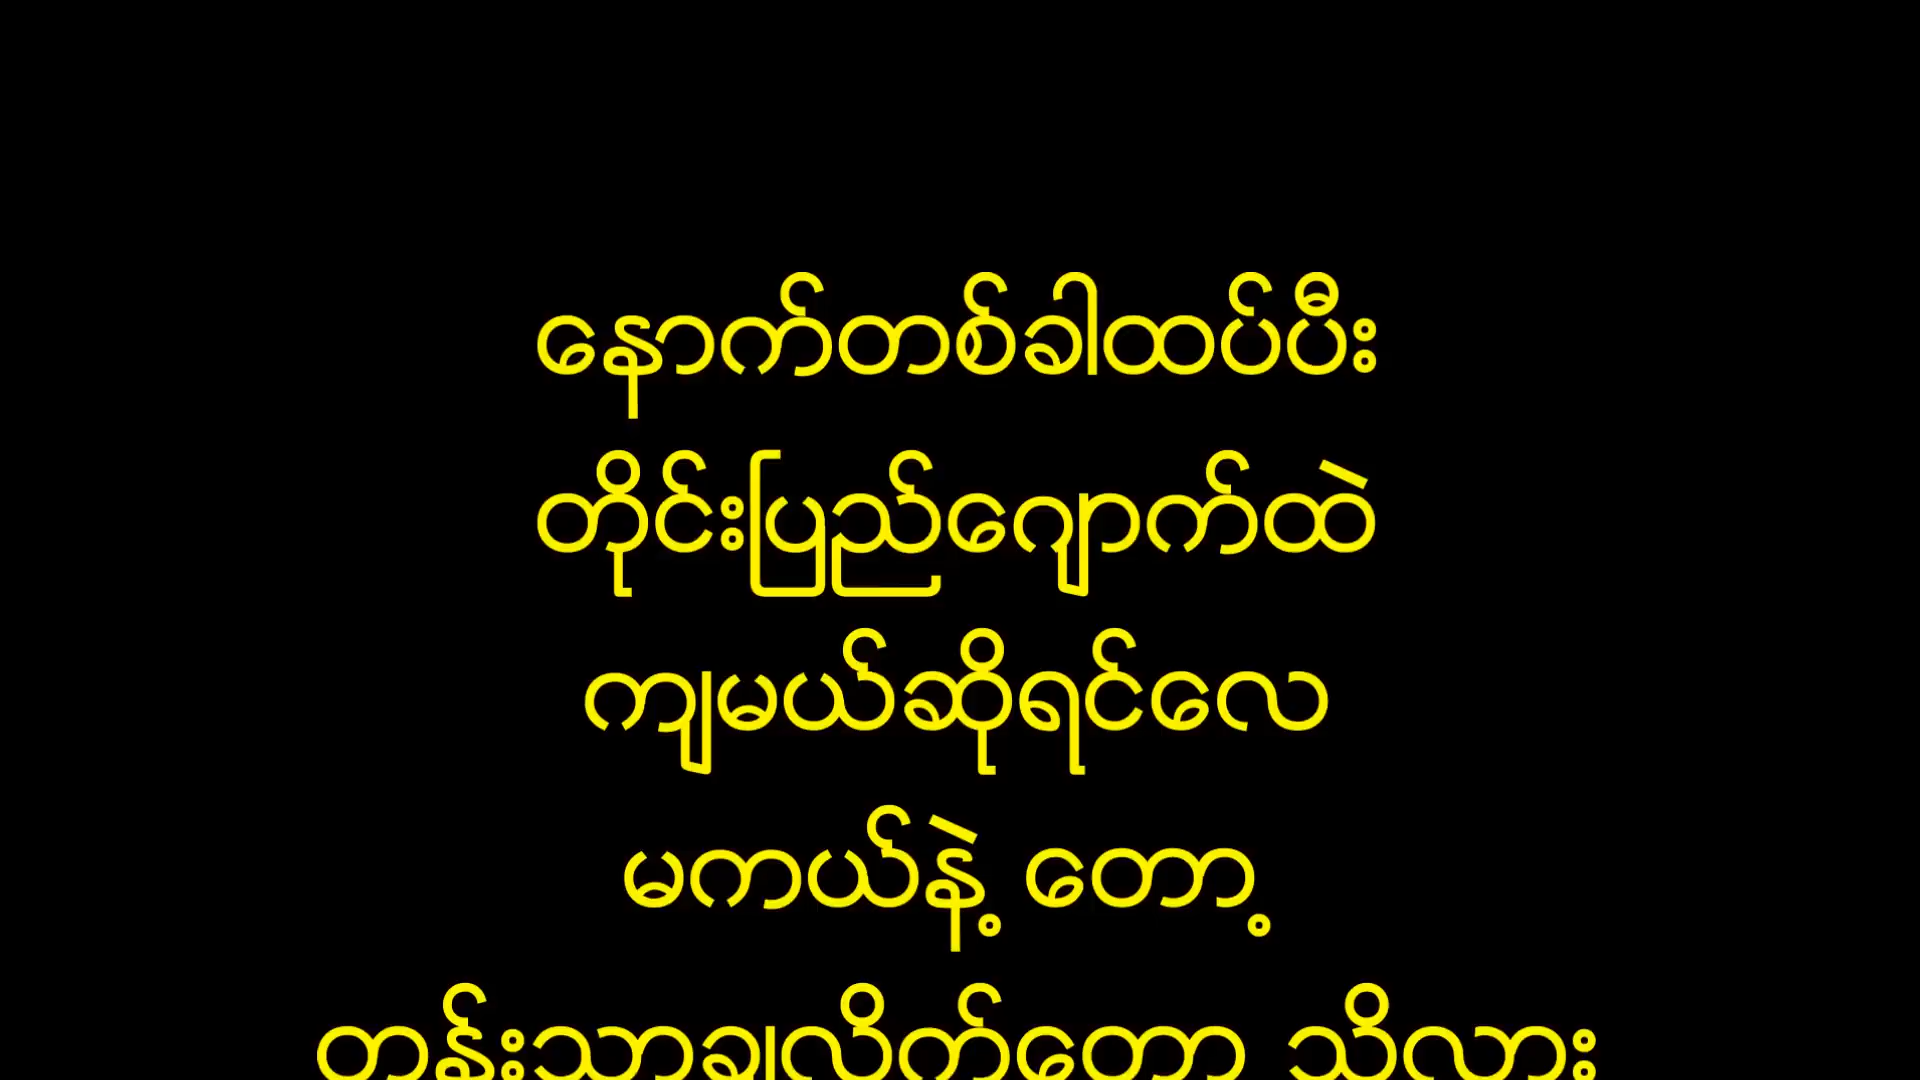 နောက်တစ်ခါထပ်ပီး
တိုင်းပြည်ဂျောက်ထဲ
ကျမယ်ဆိုရင်လေ
မကယ်နဲ့ တော့
တန်းသာချလိုက်တော့ သိလား